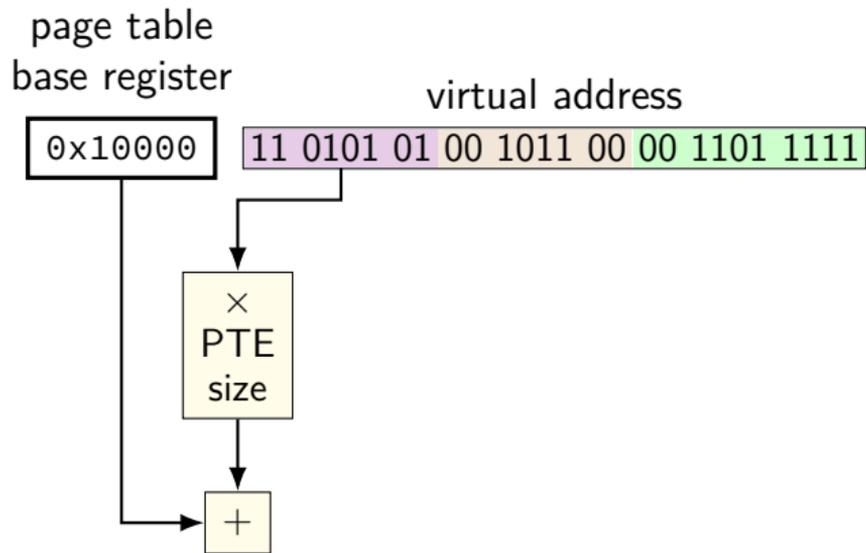 page table
base register
virtual address
0x10000
11 0101 01 00 1011 00 00 1101 1111
×
PTE
size
+